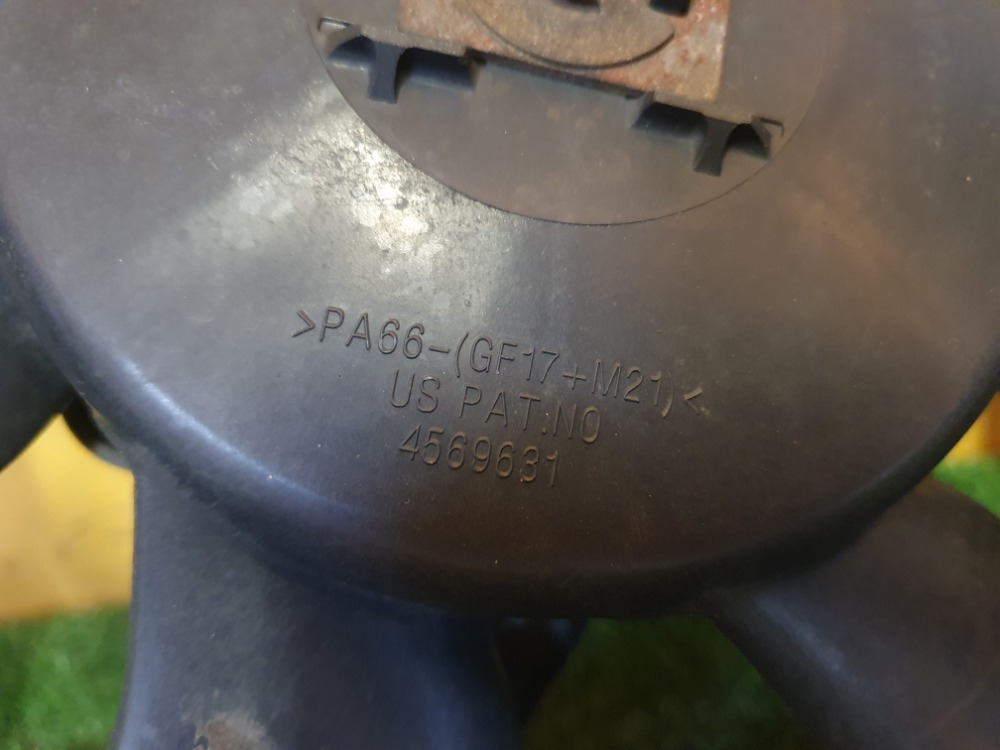 >PA66-(GF17+M21)<
US PAT.NO
4569631